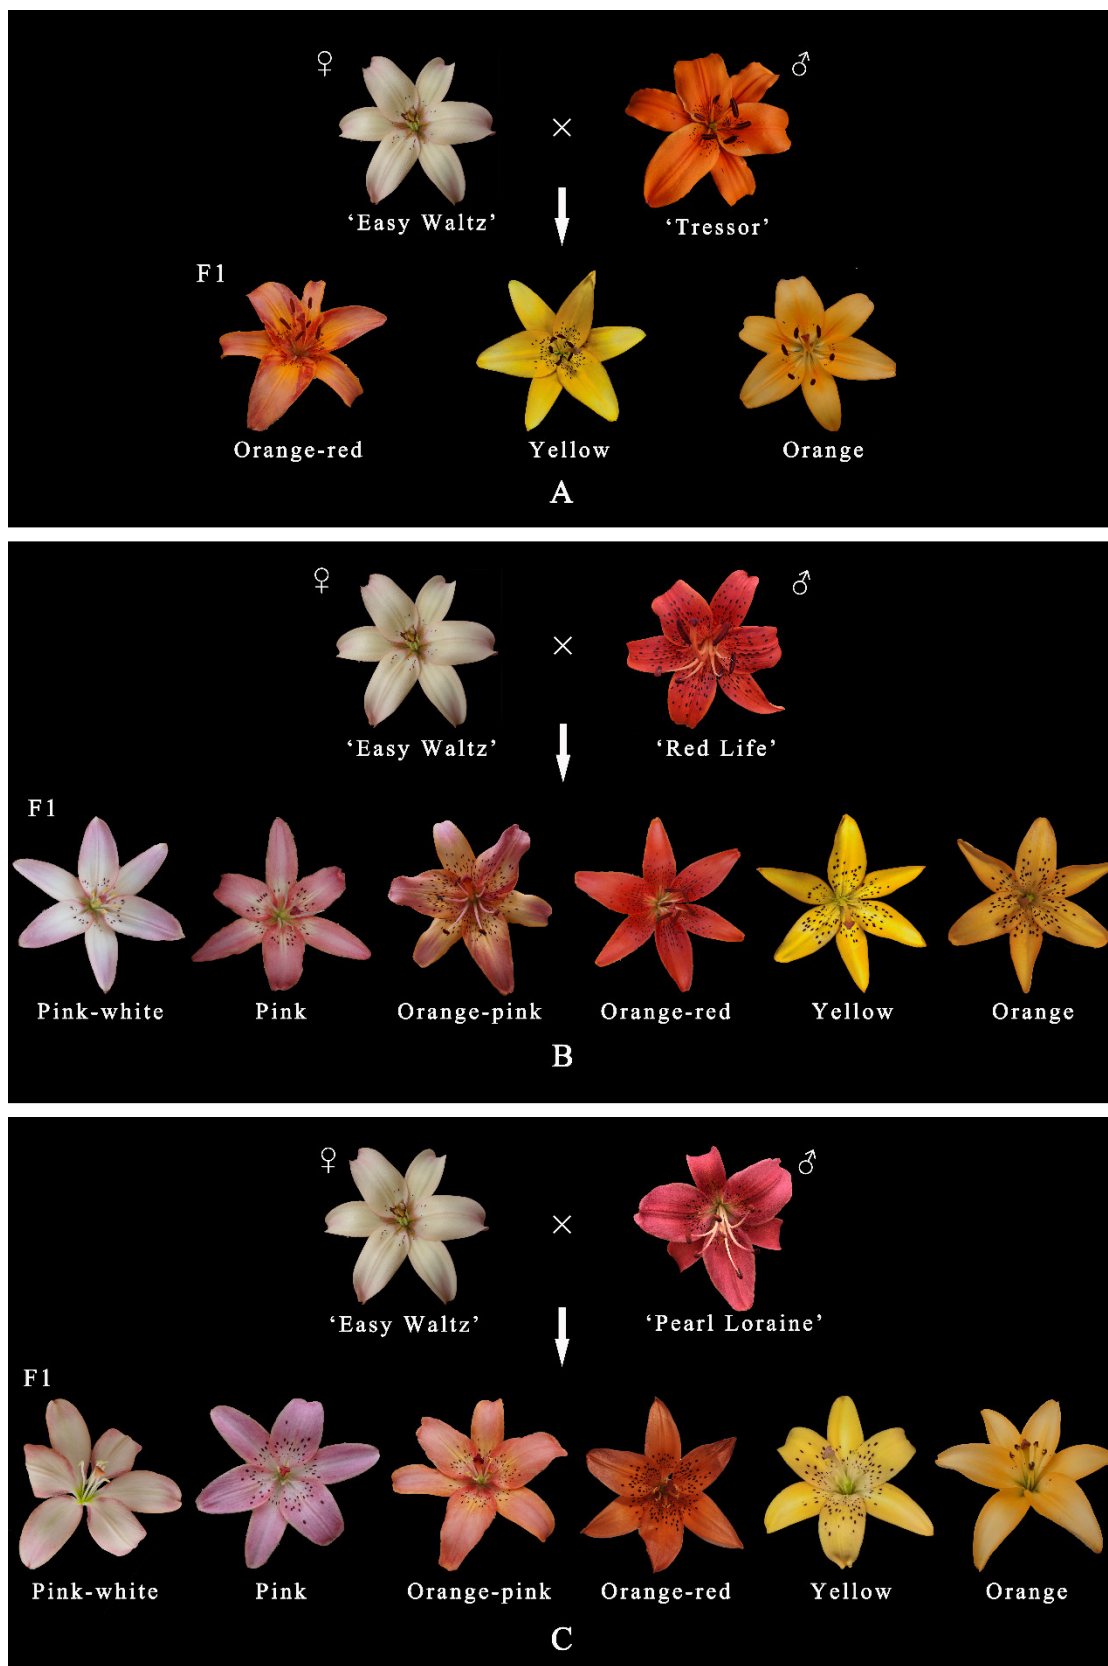 ♀ × ♂
‘Easy Waltz’ ‘Tressor’
F1
Orange-red Yellow Orange
A
♀ × ♂
‘Easy Waltz’ ‘Red Life’
F1
Pink-white Pink Orange-pink Orange-red Yellow Orange
B
♀ × ♂
‘Easy Waltz’ ‘Pearl Loraine’
F1
Pink-white Pink Orange-pink Orange-red Yellow Orange
C